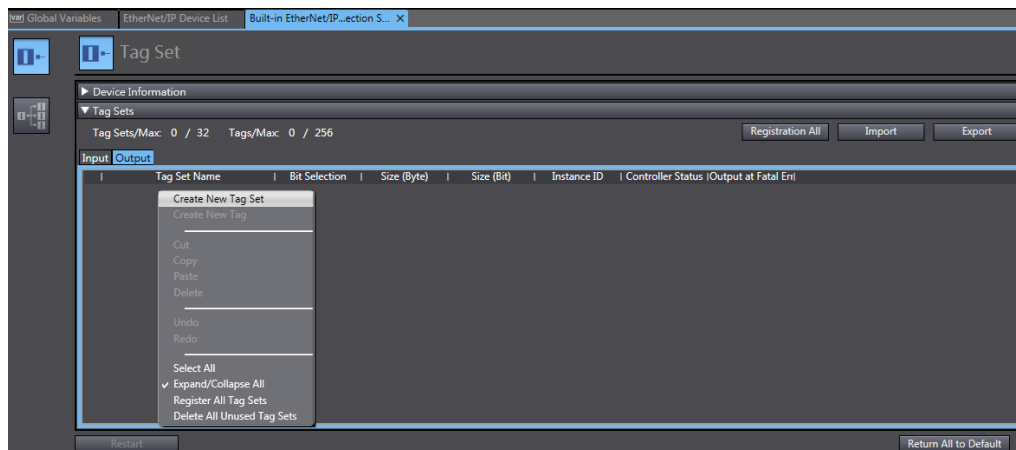 var Global Variables EtherNet/IP Device List Built-in EtherNet/IP...ection S... X
Tag Set
Device Information
Tag Sets
Tag Sets/Max: 0 / 32 Tags/Max: 0 / 256 Registration All Import Export
Input Output
Tag Set Name | Bit Selection | Size (Byte) | Size (Bit) | Instance ID | Controller Status |Output at Fatal Err|
Create New Tag Set
Create New Tag
Cut
Copy
Paste
Delete
Undo
Redo
Select All
Expand/Collapse All
Register All Tag Sets
Delete All Unused Tag Sets
Restart Return All to Default